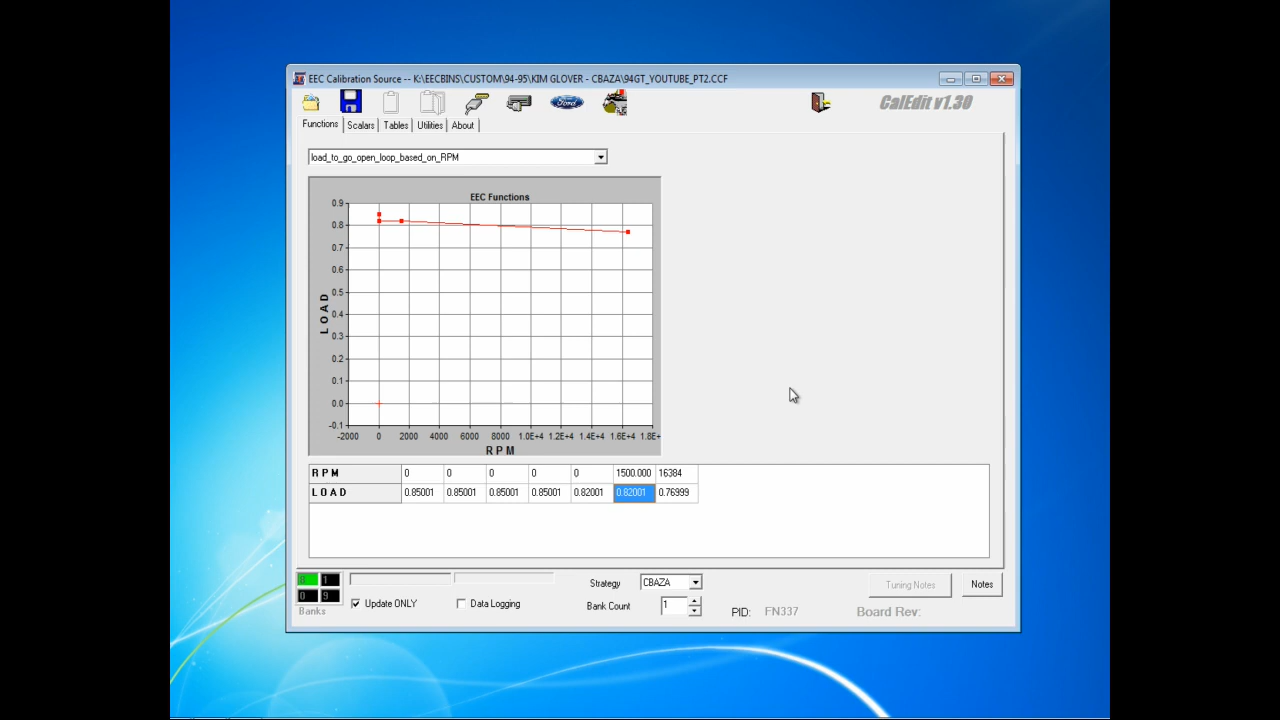 EEC Calibration Source -- K:\EECBINS\CUSTOM\94-95\KIM GLOVER - CBAZA\94GT_YOUTUBE_PT2.CCF
Ford
CalEdit v1.30
Functions Scalars Tables Utilities About
load_to_go_open_loop_based_on_RPM
EEC Functions
0.9
0.8
0.7
0.6
0.5
0.4
0.3
0.2
0.1
0.0
-0.1
LOAD
-2000 0 2000 4000 6000 8000 1.0E+4 1.2E+4 1.4E+4 1.6E+4 1.8E+
RPM
RPM 0 0 0 0 0 1500.000 16384
LOAD 0.85001 0.85001 0.85001 0.85001 0.82001 0.82001 0.76999
1
0 9
Banks
Update ONLY
Data Logging
Strategy CBAZA
Bank Count 1
PID: FN337
Tuning Notes
Notes
Board Rev: